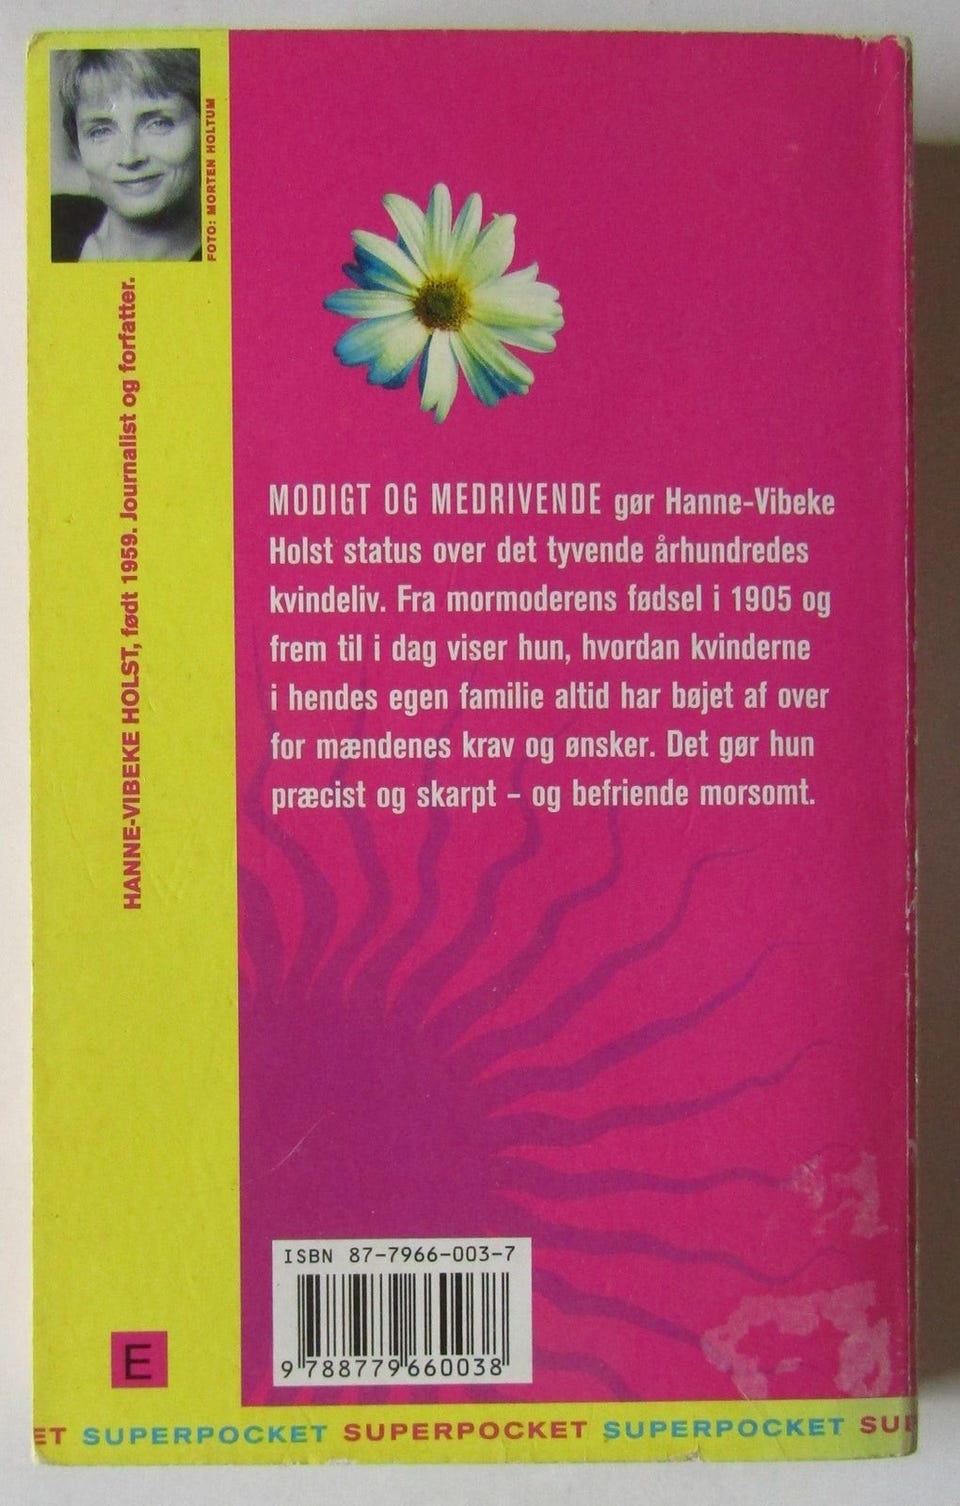 FOTO: MORTEN HOLTUM
HANNE-VIBEKE HOLST, født 1959. Journalist og forfatter.
MODIGT OG MEDRIVENDE gør Hanne-Vibeke
Holst status over det tyvende århundredes
kvindeliv. Fra mormoderens fødsel i 1905 og
frem til i dag viser hun, hvordan kvinderne
i hendes egen familie altid har bøjet af over
for mændenes krav og ønsker. Det gør hun
præcist og skarpt – og befriende morsomt.
ISBN 87-7966-003-7
9 788779 660038
E
ET SUPERPOCKET SUPERPOCKET SUPERPOCKET SUP